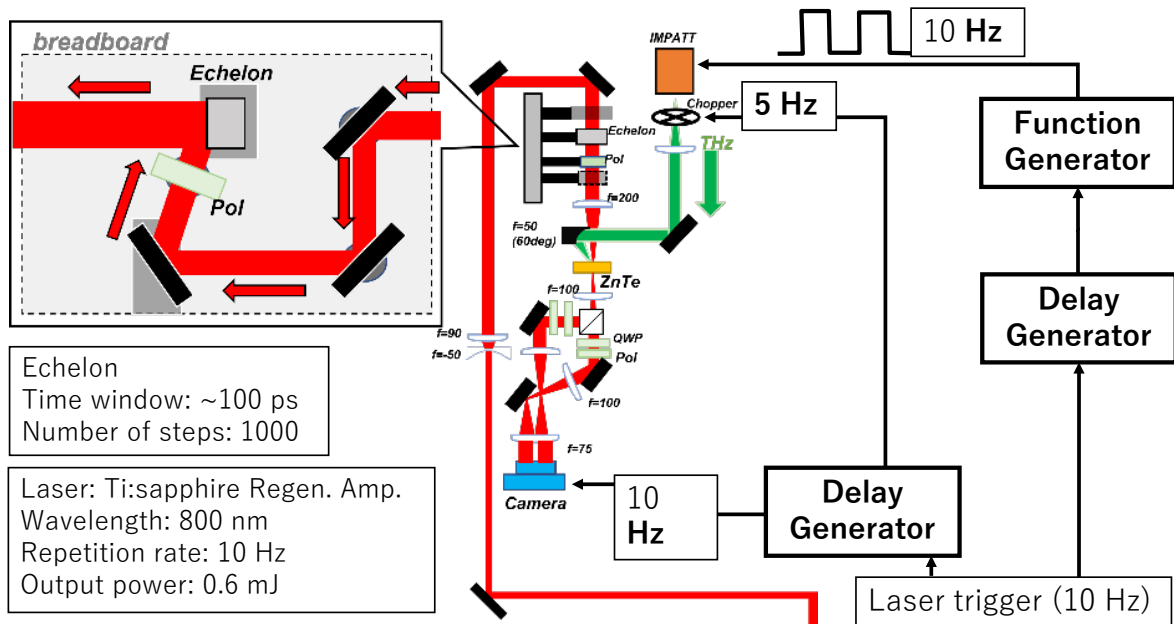 breadboard
Echelon
Pol
IMPATT
10 Hz
Chopper
5 Hz
Function
Generator
Echelon
Pol
THz
f=200
f=50
(60deg)
ZnTe
f=100
Delay
Generator
QWP
Pol
f=90
f=-50
f=100
f=75
Camera
10
Hz
Delay
Generator
Laser trigger (10 Hz)
Echelon
Time window: ~100 ps
Number of steps: 1000
Laser: Ti:sapphire Regen. Amp.
Wavelength: 800 nm
Repetition rate: 10 Hz
Output power: 0.6 mJ